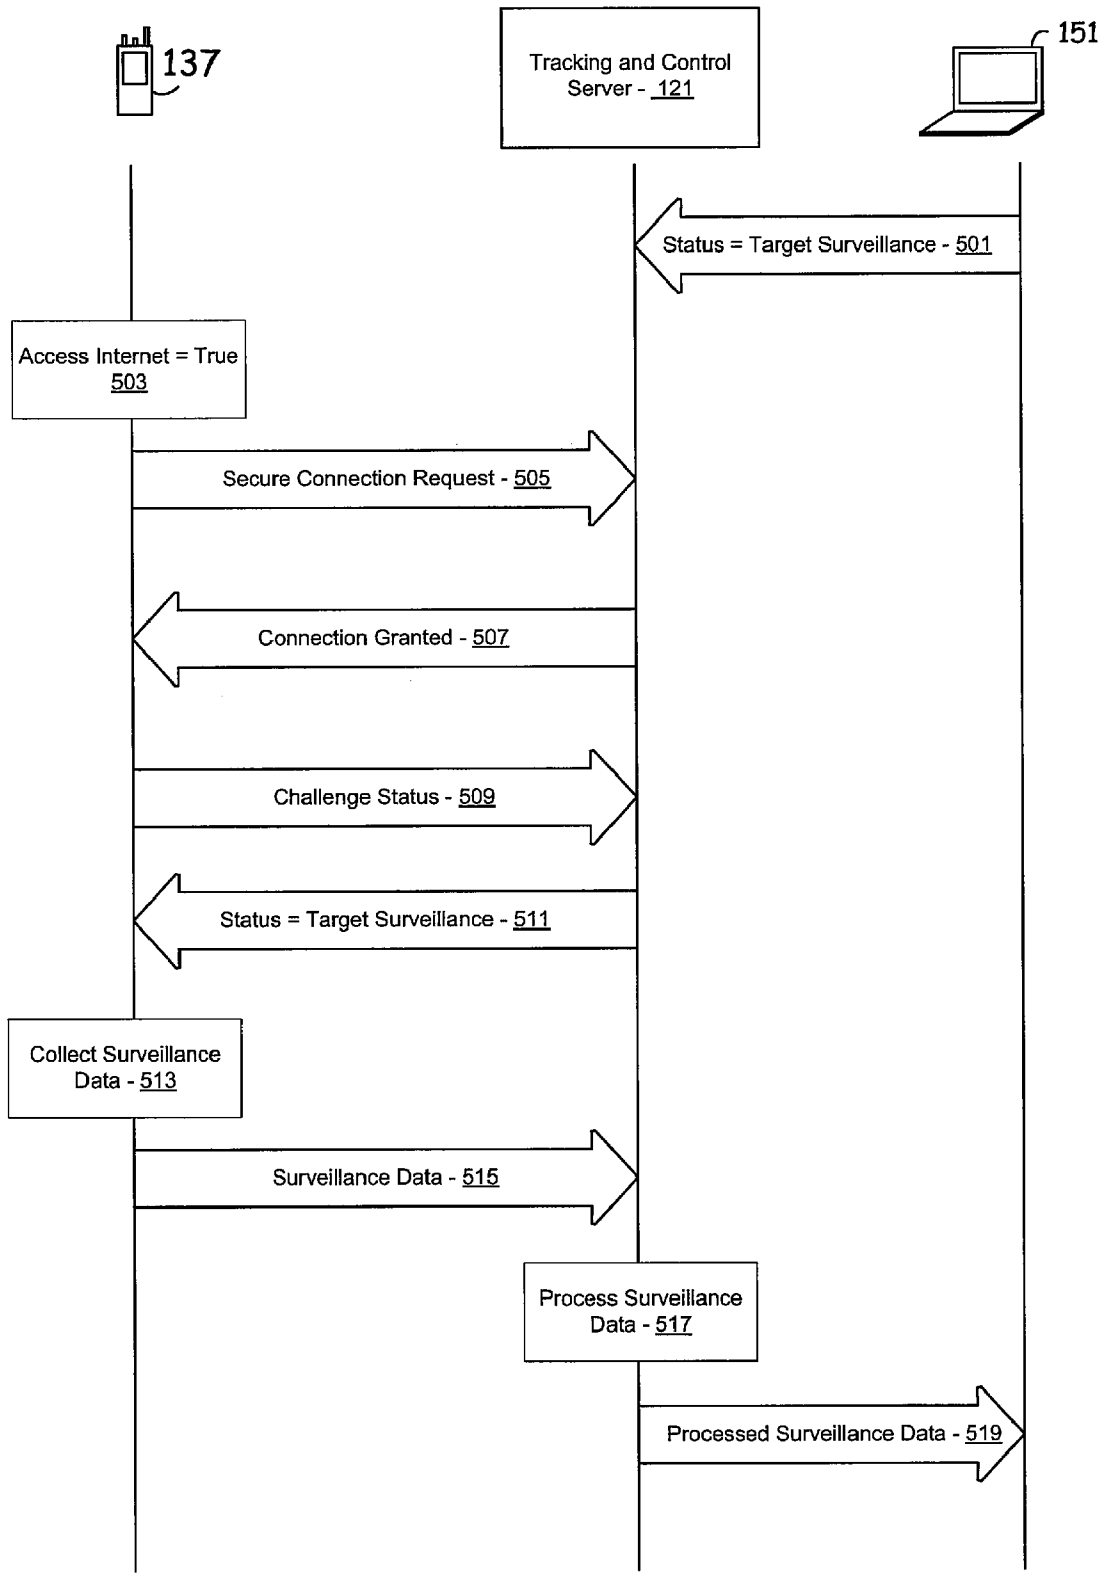 137
Tracking and Control
Server - 121
151
Status = Target Surveillance - 501
Access Internet = True
503
Secure Connection Request - 505
Connection Granted - 507
Challenge Status - 509
Status = Target Surveillance - 511
Collect Surveillance
Data - 513
Surveillance Data - 515
Process Surveillance
Data - 517
Processed Surveillance Data - 519